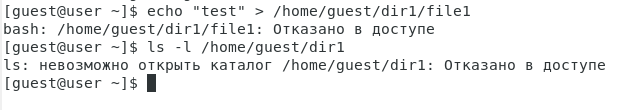 [guest@user ~]$ echo "test" > /home/guest/dir1/file1
bash: /home/guest/dir1/file1: Отказано в доступе
[guest@user ~]$ ls -l /home/guest/dir1
ls: невозможно открыть каталог /home/guest/dir1: Отказано в доступе
[guest@user ~]$